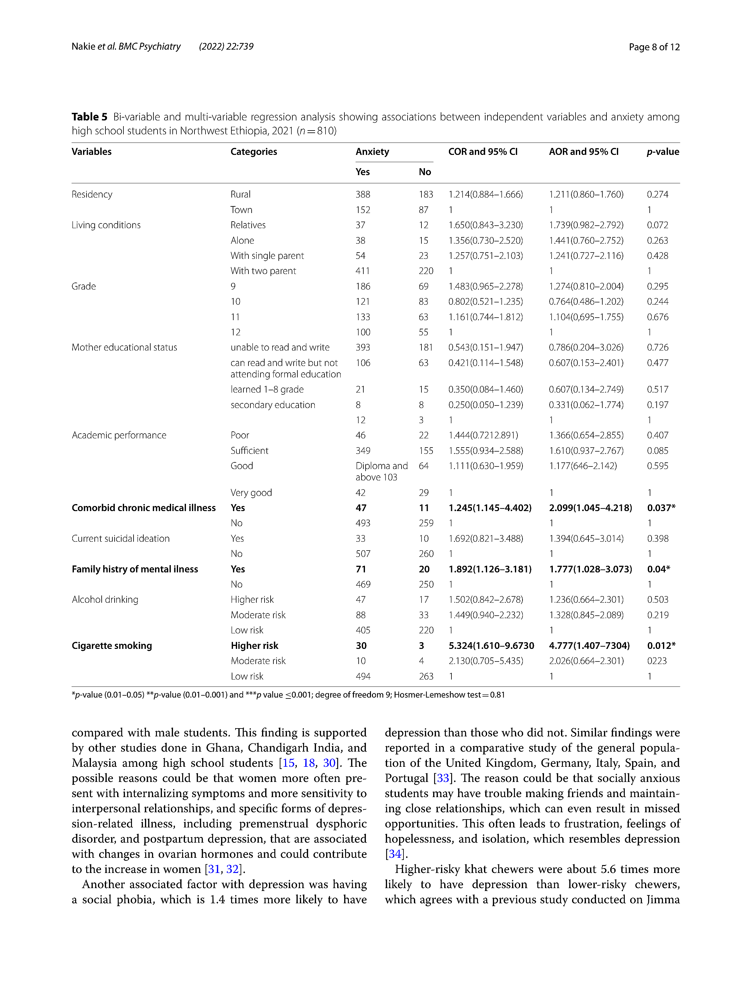 Nakie et al. BMC Psychiatry (2022) 22:739 Page 8 of 12
Table 5 Bi-variable and multi-variable regression analysis showing associations between independent variables and anxiety among
high school students in Northwest Ethiopia, 2021 (n = 810)
Variables Categories Anxiety COR and 95% CI AOR and 95% CI p-value
Yes No
Residency Rural 388 183 1.214(0.884–1.666) 1.211(0.860–1.760) 0.274
Town 152 87 1 1 1
Living conditions Relatives 37 12 1.650(0.843–3.230) 1.739(0.982–2.792) 0.072
Alone 38 15 1.356(0.730–2.520) 1.441(0.760–2.752) 0.263
With single parent 54 23 1.257(0.751–2.103) 1.241(0.727–2.116) 0.428
With two parent 411 220 1 1 1
Grade 9 186 69 1.483(0.965–2.278) 1.274(0.810–2.004) 0.295
10 121 83 0.802(0.521–1.235) 0.764(0.486–1.202) 0.244
11 133 63 1.161(0.744–1.812) 1.104(0,695–1.755) 0.676
12 100 55 1 1 1
Mother educational status unable to read and write 393 181 0.543(0.151–1.947) 0.786(0.204–3.026) 0.726
can read and write but not 106 63 0.421(0.114–1.548) 0.607(0.153–2.401) 0.477
attending formal education
learned 1–8 grade 21 15 0.350(0.084–1.460) 0.607(0.134–2.749) 0.517
secondary education 8 8 0.250(0.050–1.239) 0.331(0.062–1.774) 0.197
12 3 1 1 1
Academic performance Poor 46 22 1.444(0.7212.891) 1.366(0.654–2.855) 0.407
Sufficient 349 155 1.555(0.934–2.588) 1.610(0.937–2.767) 0.085
Good Diploma and 64 1.111(0.630–1.959) 1.177(646–2.142) 0.595
above 103
Very good 42 29 1 1 1
Comorbid chronic medical illness Yes 47 11 1.245(1.145–4.402) 2.099(1.045–4.218) 0.037*
No 493 259 1 1 1
Current suicidal ideation Yes 33 10 1.692(0.821–3.488) 1.394(0.645–3.014) 0.398
No 507 260 1 1 1
Family histry of mental ilness Yes 71 20 1.892(1.126–3.181) 1.777(1.028–3.073) 0.04*
No 469 250 1 1 1
Alcohol drinking Higher risk 47 17 1.502(0.842–2.678) 1.236(0.664–2.301) 0.503
Moderate risk 88 33 1.449(0.940–2.232) 1.328(0.845–2.089) 0.219
Low risk 405 220 1 1 1
Cigarette smoking Higher risk 30 3 5.324(1.610–9.6730 4.777(1.407–7304) 0.012*
Moderate risk 10 4 2.130(0.705–5.435) 2.026(0.664–2.301) 0223
Low risk 494 263 1 1 1
*p-value (0.01–0.05) **p-value (0.01–0.001) and ***p value ≤0.001; degree of freedom 9; Hosmer-Lemeshow test = 0.81
compared with male students. This finding is supported
by other studies done in Ghana, Chandigarh India, and
Malaysia among high school students [15, 18, 30]. The
possible reasons could be that women more often pre-
sent with internalizing symptoms and more sensitivity to
interpersonal relationships, and specific forms of depres-
sion-related illness, including premenstrual dysphoric
disorder, and postpartum depression, that are associated
with changes in ovarian hormones and could contribute
to the increase in women [31, 32].
Another associated factor with depression was having
a social phobia, which is 1.4 times more likely to have
depression than those who did not. Similar findings were
reported in a comparative study of the general popula-
tion of the United Kingdom, Germany, Italy, Spain, and
Portugal [33]. The reason could be that socially anxious
students may have trouble making friends and maintain-
ing close relationships, which can even result in missed
opportunities. This often leads to frustration, feelings of
hopelessness, and isolation, which resembles depression
[34].
Higher-risky khat chewers were about 5.6 times more
likely to have depression than lower-risky chewers,
which agrees with a previous study conducted on Jimma